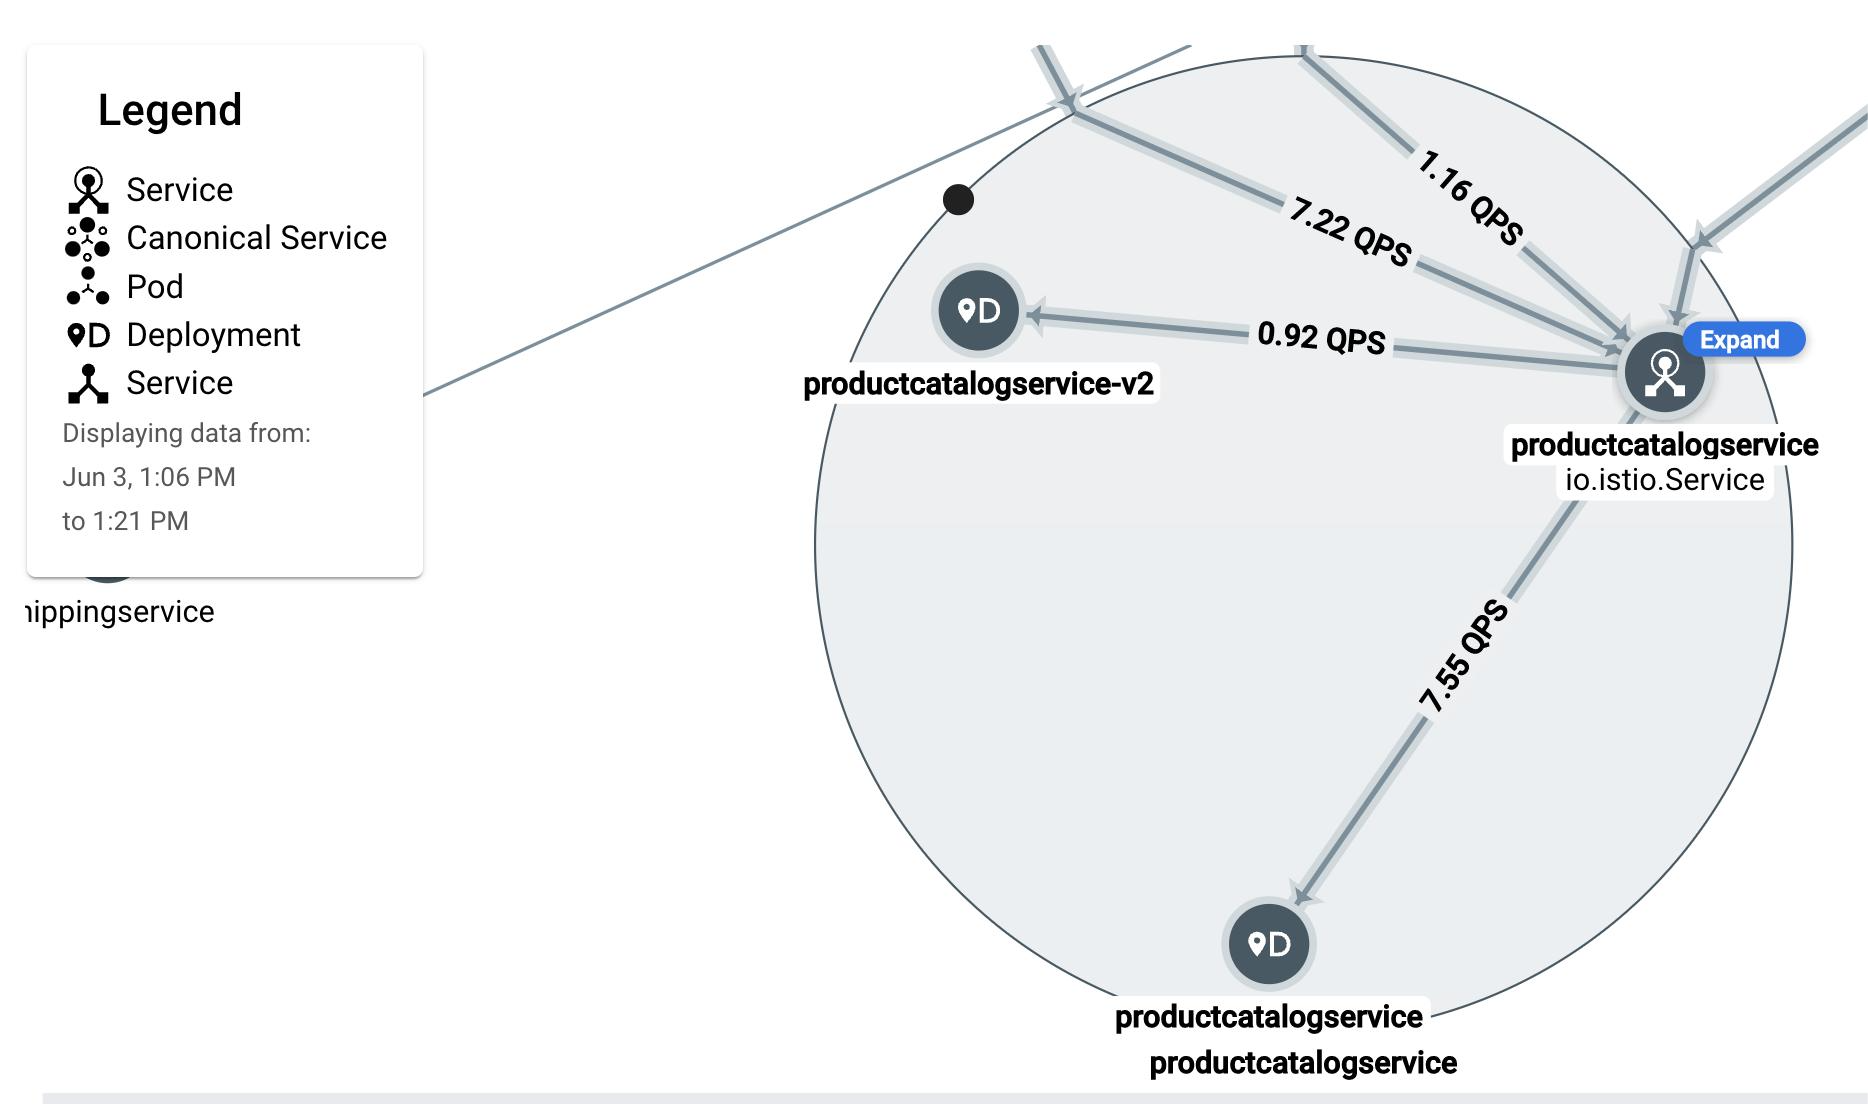 Legend
Service
Canonical Service
Pod
D Deployment
Service
Displaying data from:
Jun 3, 1:06 PM
to 1:21 PM
hippingservice
1.16 QPS
7.22 QPS
0.92 QPS
D
productcatalogservice-v2
Expand
productcatalogservice
io.istio.Service
7.55 QPS
D
productcatalogservice
productcatalogservice